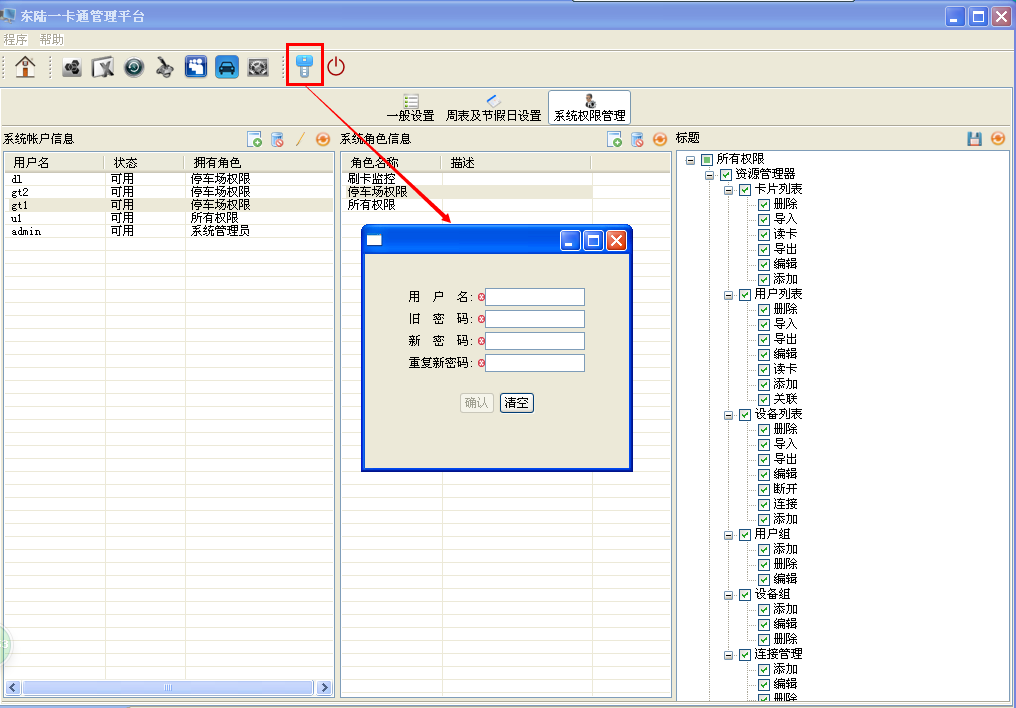 东陆一卡通管理平台
程序 帮助
一般设置 周表及节假日设置 系统权限管理
系统帐户信息
用户名 状态 拥有角色
dl 可用 停车场权限
gt2 可用 停车场权限
gt1 可用 停车场权限
u1 可用 所有权限
admin 可用 系统管理员
系统角色信息
角色名称 描述
刷卡监控
停车场权限
所有权限
用 户 名:
旧 密 码:
新 密 码:
重复新密码:
确认 清空
标题
所有权限
资源管理器
卡片列表
删除
导入
读卡
导出
编辑
添加
用户列表
删除
导入
导出
编辑
读卡
添加
关联
设备列表
删除
导入
导出
编辑
断开
连接
添加
用户组
添加
删除
编辑
设备组
添加
编辑
删除
连接管理
添加
编辑
删除